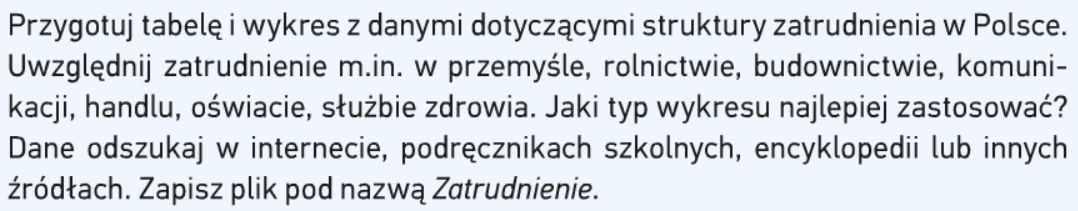 Przygotuj tabelę i wykres z danymi dotyczącymi struktury zatrudnienia w Polsce.
Uwzględnij zatrudnienie m.in. w przemyśle, rolnictwie, budownictwie, komuni-
kacji, handlu, oświacie, służbie zdrowia. Jaki typ wykresu najlepiej zastosować?
Dane odszukaj w internecie, podręcznikach szkolnych, encyklopedii lub innych
źródłach. Zapisz plik pod nazwą Zatrudnienie.